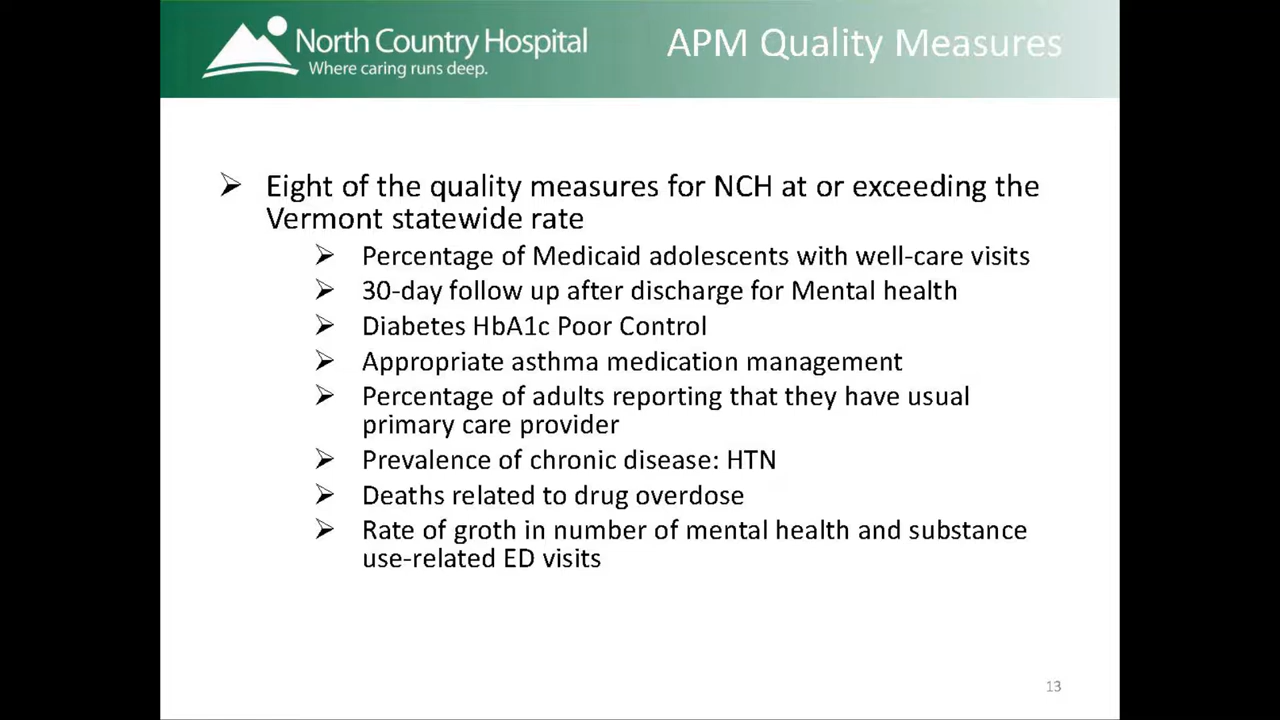 North Country Hospital
Where caring runs deep.
APM Quality Measures
➢ Eight of the quality measures for NCH at or exceeding the
Vermont statewide rate
➢ Percentage of Medicaid adolescents with well-care visits
➢ 30-day follow up after discharge for Mental health
➢ Diabetes HbA1c Poor Control
➢ Appropriate asthma medication management
➢ Percentage of adults reporting that they have usual
primary care provider
➢ Prevalence of chronic disease: HTN
➢ Deaths related to drug overdose
➢ Rate of groth in number of mental health and substance
use-related ED visits
13